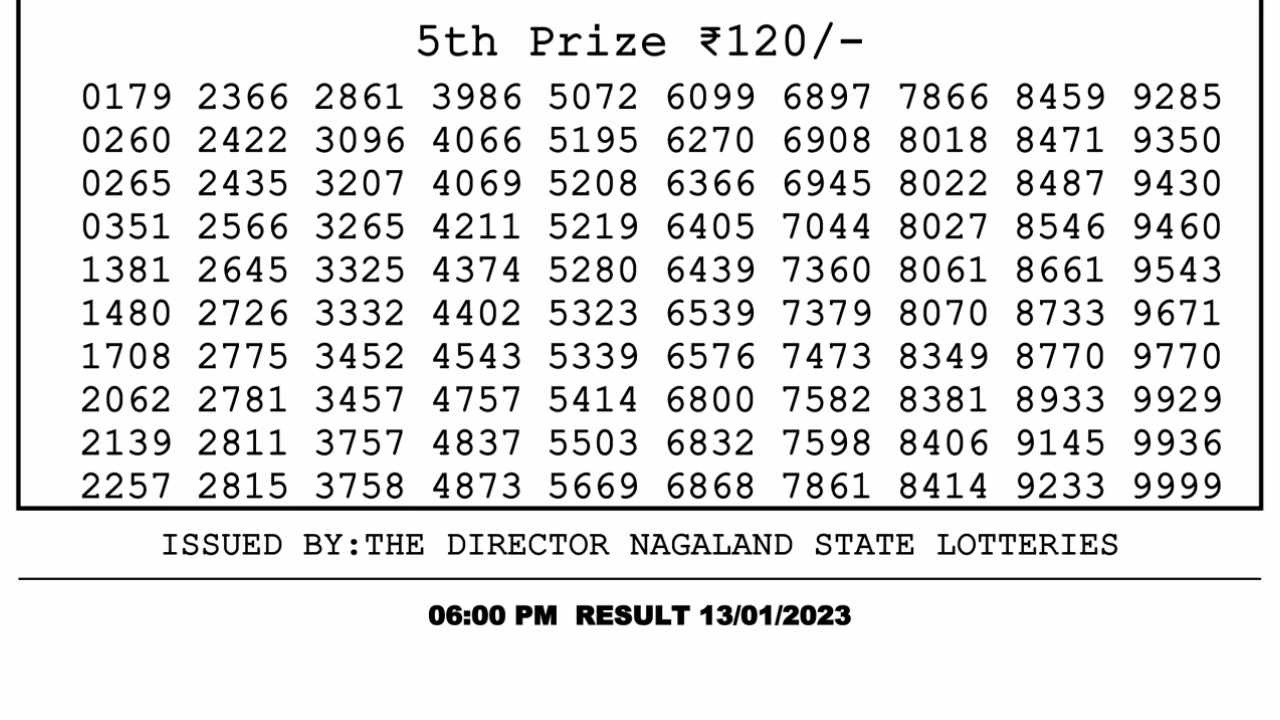 5th Prize ₹120/-
0179 2366 2861 3986 5072 6099 6897 7866 8459 9285
0260 2422 3096 4066 5195 6270 6908 8018 8471 9350
0265 2435 3207 4069 5208 6366 6945 8022 8487 9430
0351 2566 3265 4211 5219 6405 7044 8027 8546 9460
1381 2645 3325 4374 5280 6439 7360 8061 8661 9543
1480 2726 3332 4402 5323 6539 7379 8070 8733 9671
1708 2775 3452 4543 5339 6576 7473 8349 8770 9770
2062 2781 3457 4757 5414 6800 7582 8381 8933 9929
2139 2811 3757 4837 5503 6832 7598 8406 9145 9936
2257 2815 3758 4873 5669 6868 7861 8414 9233 9999
ISSUED BY:THE DIRECTOR NAGALAND STATE LOTTERIES
06:00 PM RESULT 13/01/2023